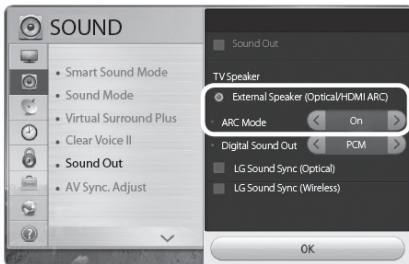 SOUND
• Smart Sound Mode
• Sound Mode
• Virtual Surround Plus
• Clear Voice II
• Sound Out
• AV Sync. Adjust
Sound Out
TV Speaker
External Speaker (Optical/HDMI ARC)
• ARC Mode < On >
• Digital Sound Out < PCM >
LG Sound Sync (Optical)
LG Sound Sync (Wireless)
OK